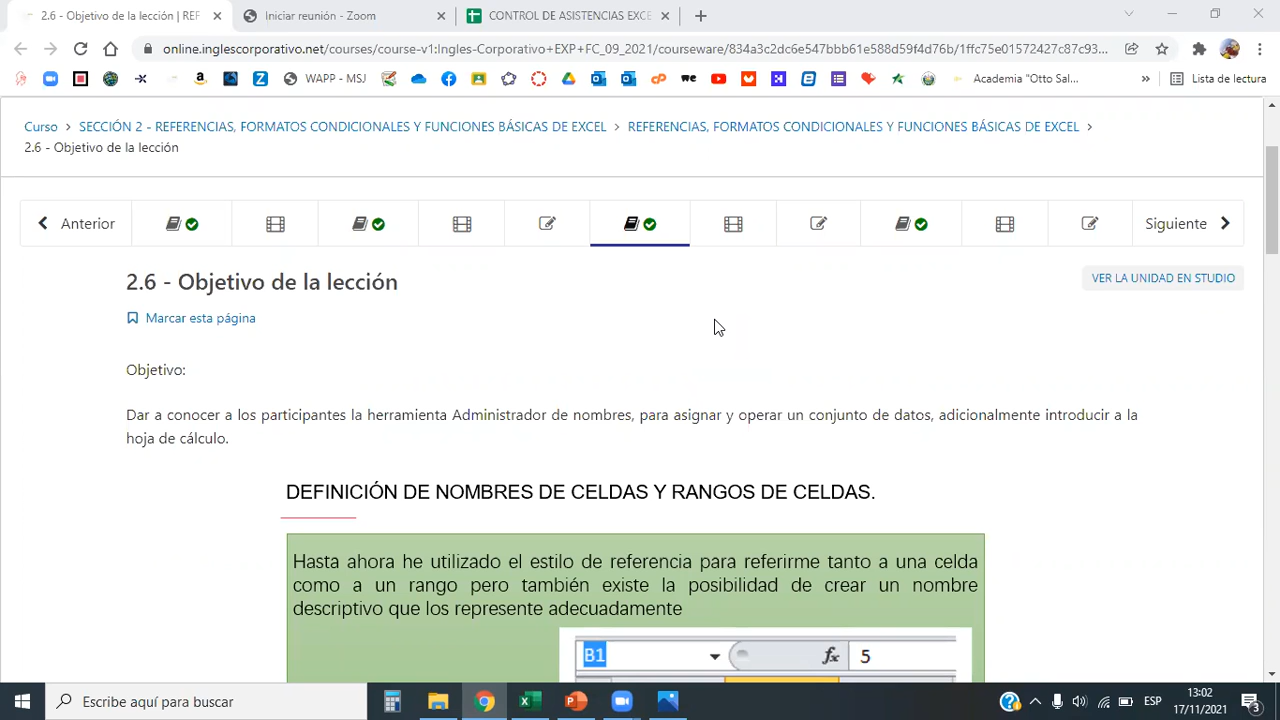 2.6 - Objetivo de la lección | REF
Iniciar reunión - Zoom
CONTROL DE ASISTENCIAS EXCE
online.inglescorporativo.net/courses/course-v1:Ingles-Corporativo+EXP+FC_09_2021/courseware/834a3c2dc6e547bbb61e588d59f4d76b/1ffc75e01572427c87c93...
WAPP - MSJ
Academia "Otto Sal...
»
Lista de lectura
Curso > SECCIÓN 2 - REFERENCIAS, FORMATOS CONDICIONALES Y FUNCIONES BÁSICAS DE EXCEL > REFERENCIAS, FORMATOS CONDICIONALES Y FUNCIONES BÁSICAS DE EXCEL >
2.6 - Objetivo de la lección
Anterior
Siguiente
2.6 - Objetivo de la lección
VER LA UNIDAD EN STUDIO
Marcar esta página
Objetivo:
Dar a conocer a los participantes la herramienta Administrador de nombres, para asignar y operar un conjunto de datos, adicionalmente introducir a la
hoja de cálculo.
DEFINICIÓN DE NOMBRES DE CELDAS Y RANGOS DE CELDAS.
Hasta ahora he utilizado el estilo de referencia para referirme tanto a una celda
como a un rango pero también existe la posibilidad de crear un nombre
descriptivo que los represente adecuadamente
B1 fx 5
Escribe aquí para buscar
ESP
13:02
17/11/2021
3